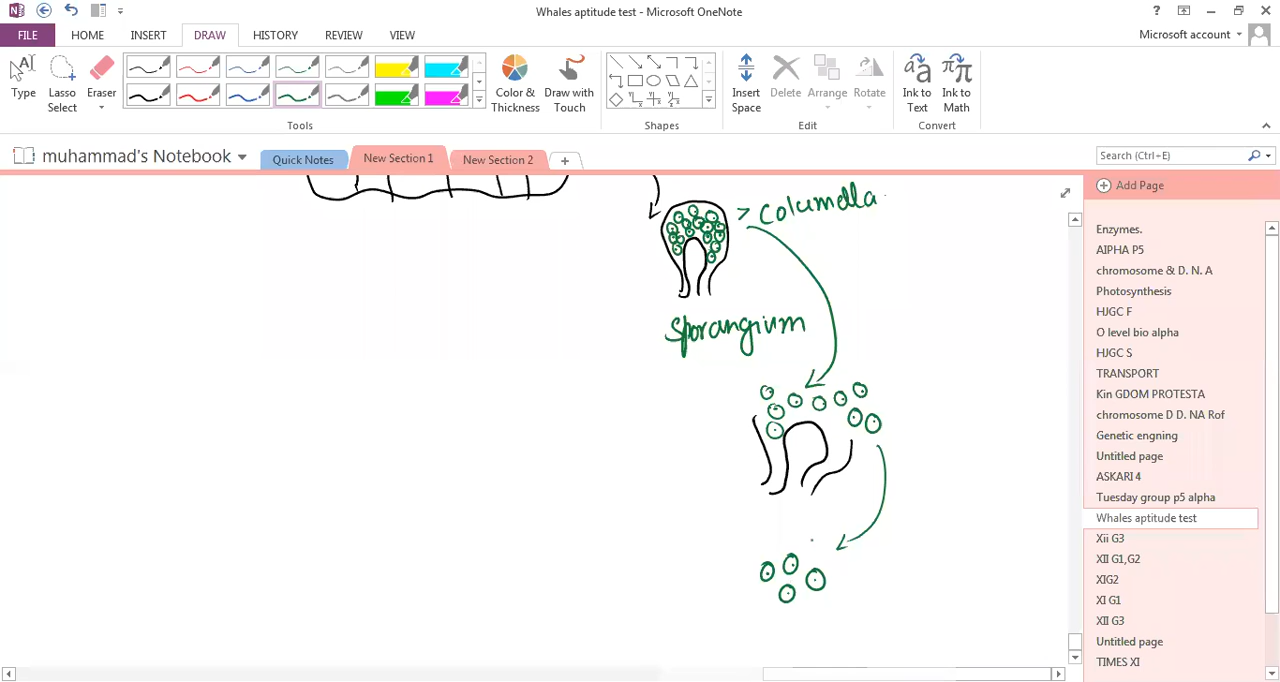 Whales aptitude test - Microsoft OneNote
?
FILE
HOME
INSERT
DRAW
HISTORY
REVIEW
VIEW
Microsoft account
Type
Lasso
Select
Eraser
Color &
Thickness
Draw with
Touch
Insert
Space
Delete
Arrange
Rotate
Ink to
Text
Ink to
Math
Tools
Shapes
Edit
Convert
muhammad's Notebook
Quick Notes
New Section 1
New Section 2
Search (Ctrl+E)
Add Page
Enzymes.
AIPHA P5
chromosome & D. N. A
Photosynthesis
HJGC F
O level bio alpha
HJGC S
TRANSPORT
Kin GDOM PROTESTA
chromosome D D. NA Rof
Genetic engning
Untitled page
ASKARI 4
Tuesday group p5 alpha
Whales aptitude test
Xii G3
XII G1,G2
XIG2
XI G1
XII G3
Untitled page
TIMES XI
> Columella
Sporangium